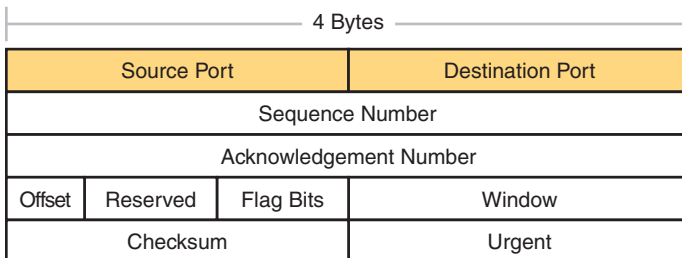 4 Bytes
Source Port Destination Port
Sequence Number
Acknowledgement Number
Offset Reserved Flag Bits Window
Checksum Urgent